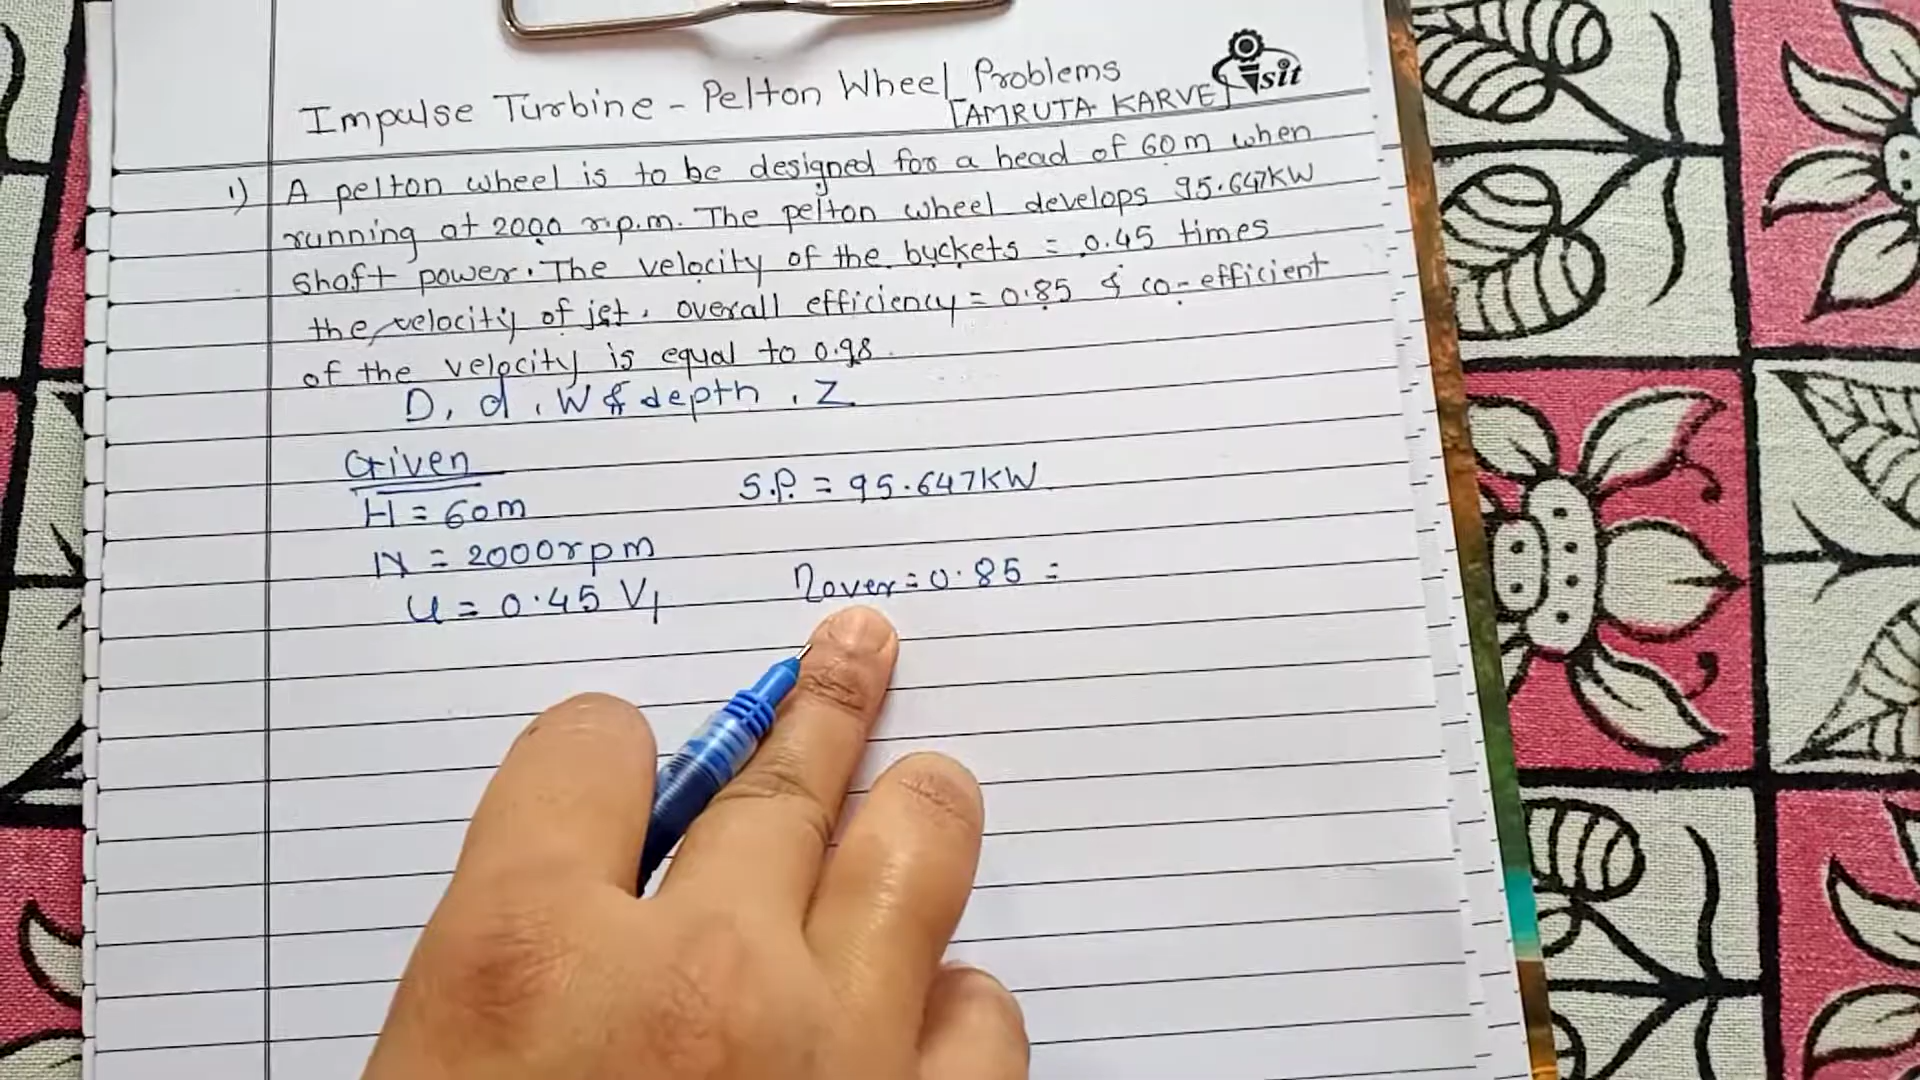 Impulse Turbine - Pelton Wheel Problems
[AMRUTA KARVE]
isit
1) A pelton wheel is to be designed for a head of 60m when
running at 2000 r.p.m. The pelton wheel develops 95.647KW
shaft power. The velocity of the buckets = 0.45 times
the velocity of jet, overall efficiency = 0.85 & co-efficient
of the velocity is equal to 0.98.
D, d, W & depth, Z
Given
H = 60m
S.P. = 95.647KW
N = 2000rpm
ηover = 0.85 =
u = 0.45 V1